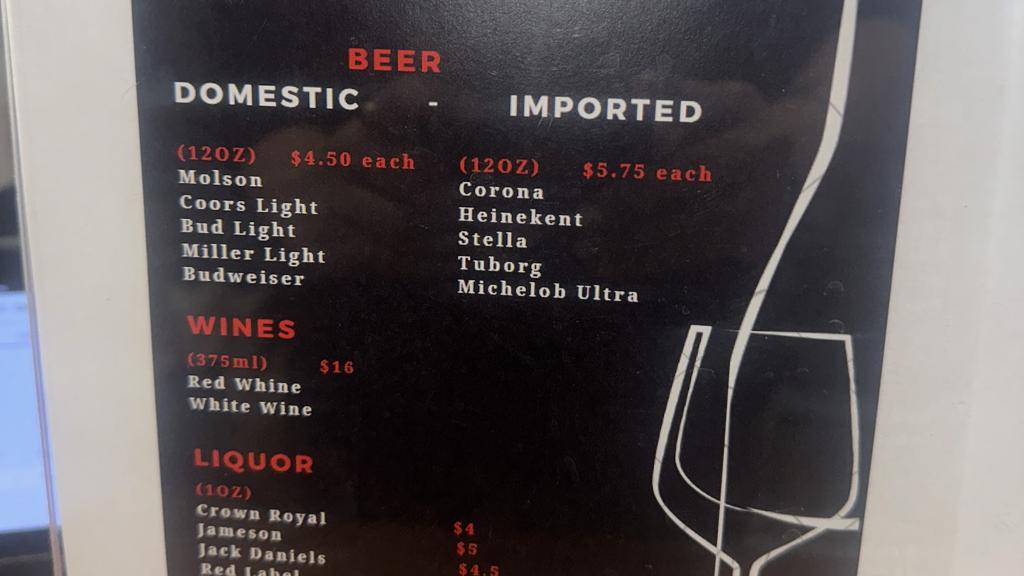 BEER
DOMESTIC - IMPORTED
(12OZ) $4.50 each
Molson
Coors Light
Bud Light
Miller Light
Budweiser
(12OZ) $5.75 each
Corona
Heinekent
Stella
Tuborg
Michelob Ultra
WINES
(375ml) $16
Red Whine
White Wine
LIQUOR
(1OZ)
Crown Royal $4
Jameson $5
Jack Daniels $4.5
Red Label